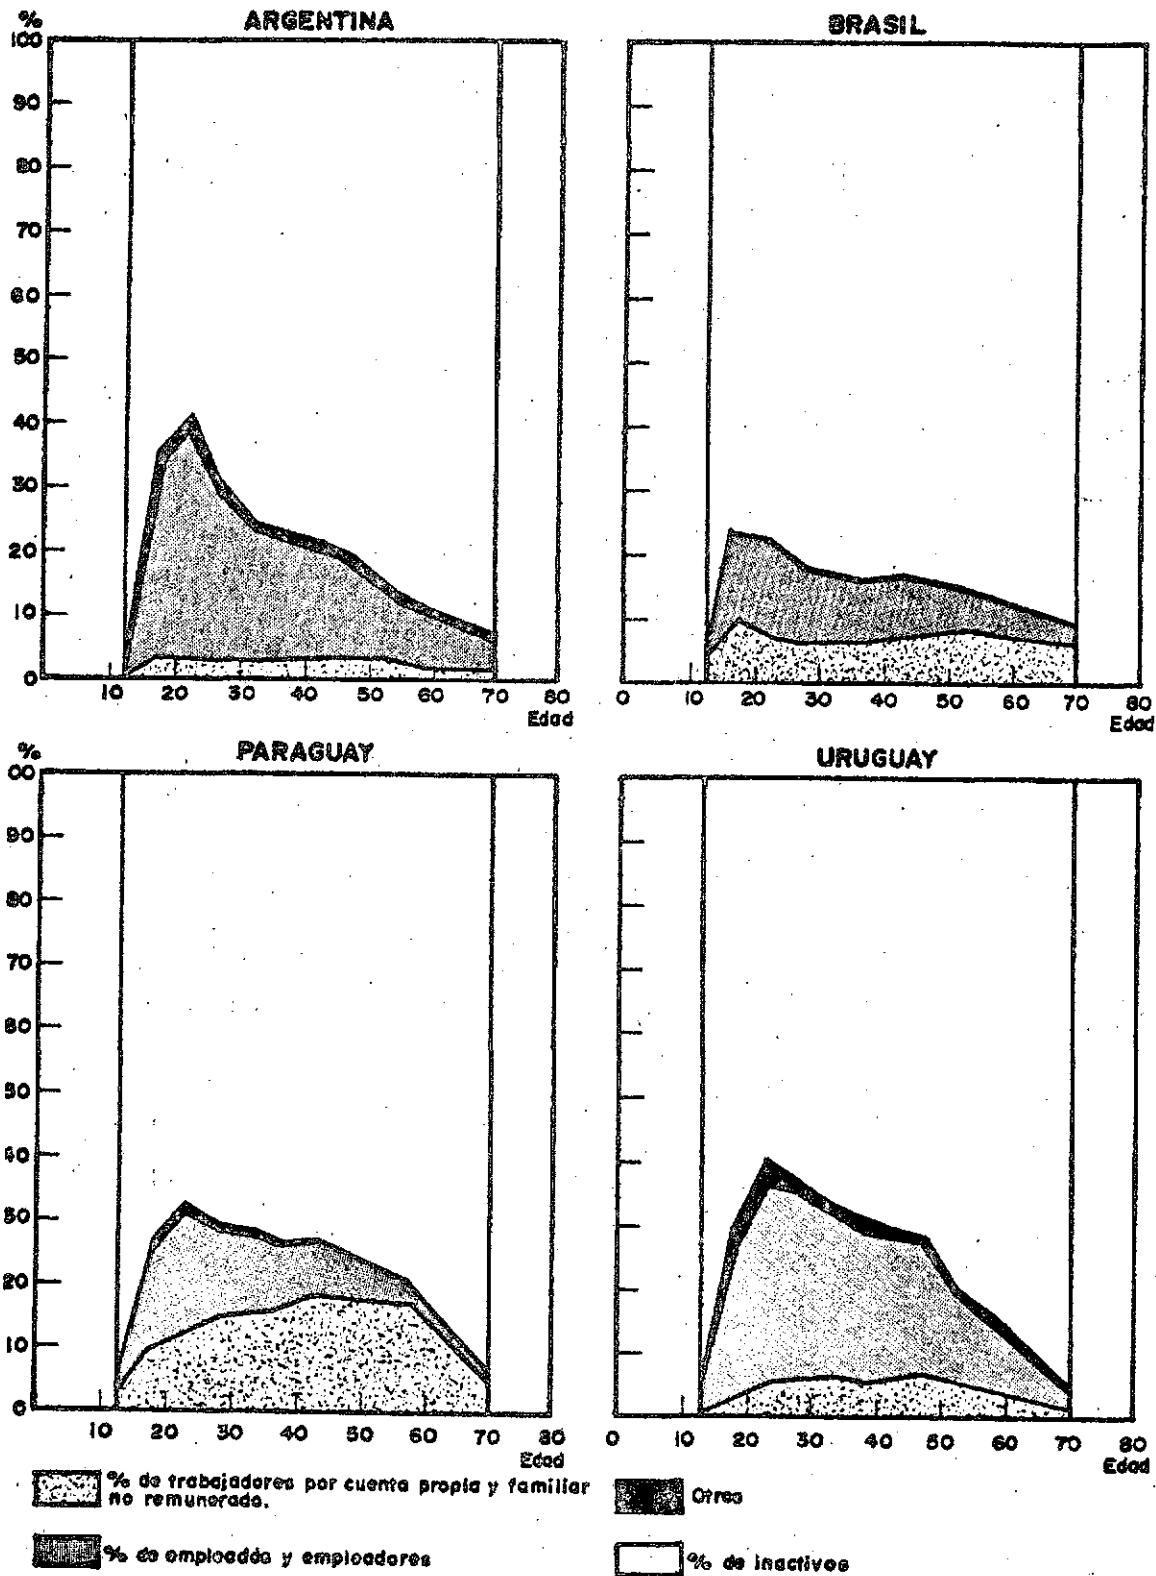 ARGENTINA
%
100
90
80
70
60
50
40
30
20
10
0
10 20 30 40 50 60 70 80
Edad
BRASIL
0 10 20 30 40 50 60 70 80
Edad
PARAGUAY
%
00
90
80
70
60
50
40
30
20
10
0
10 20 30 40 50 60 70 80
Edad
URUGUAY
0 10 20 30 40 50 60 70 80
Edad
% de trabajadores por cuenta propia y familiar
no remunerado.
% de empleados y empleadores
Otros
% de inactivos